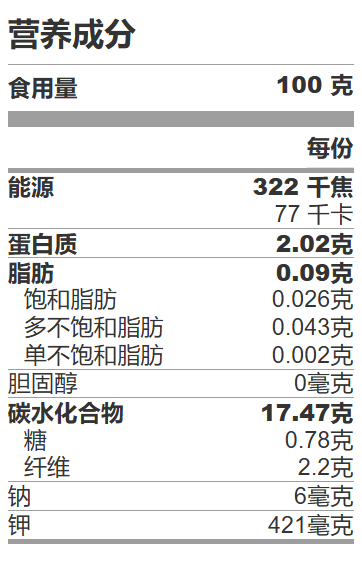 营养成分
食用量 100 克
每份
能源 322 千焦
77 千卡
蛋白质 2.02克
脂肪 0.09克
饱和脂肪 0.026克
多不饱和脂肪 0.043克
单不饱和脂肪 0.002克
胆固醇 0毫克
碳水化合物 17.47克
糖 0.78克
纤维 2.2克
钠 6毫克
钾 421毫克